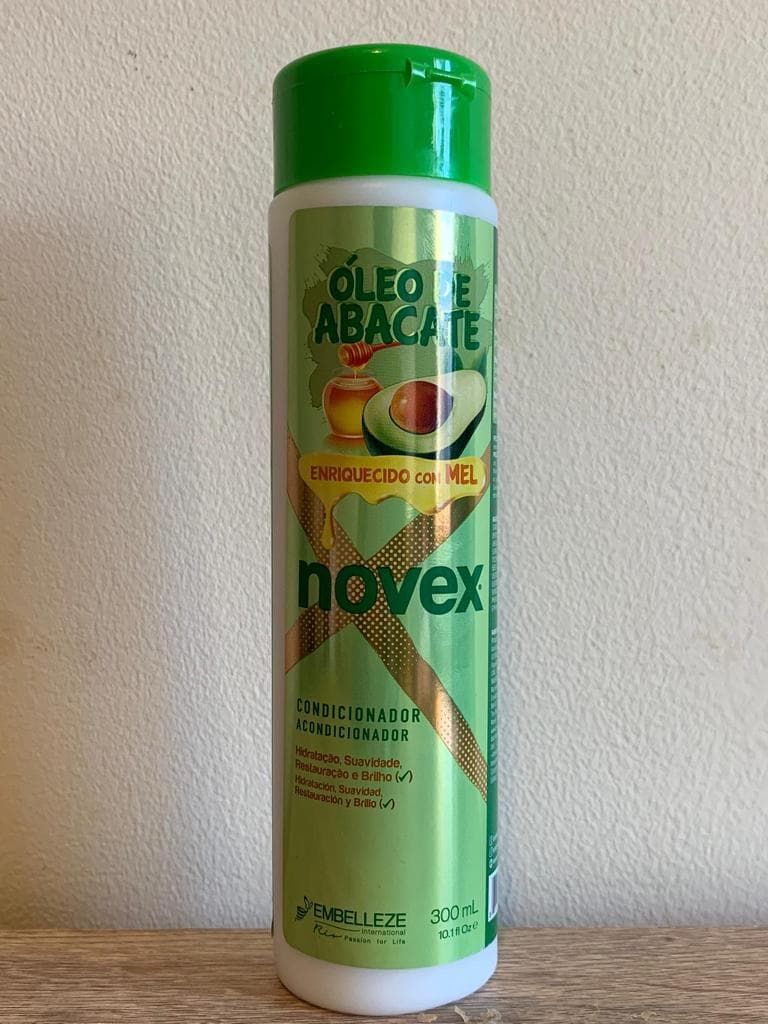 ÓLEO DE
ABACATE
ENRIQUECIDO COM MEL
novex
CONDICIONADOR
ACONDICIONADOR
Hidratação, Suavidade,
Restauração e Brilho (✓)
Hidratación, Suavidad,
Restauración y Brillo (✓)
EMBELLEZE
international
Rio Passion for Life
300 mL
10.1 fl Oz e